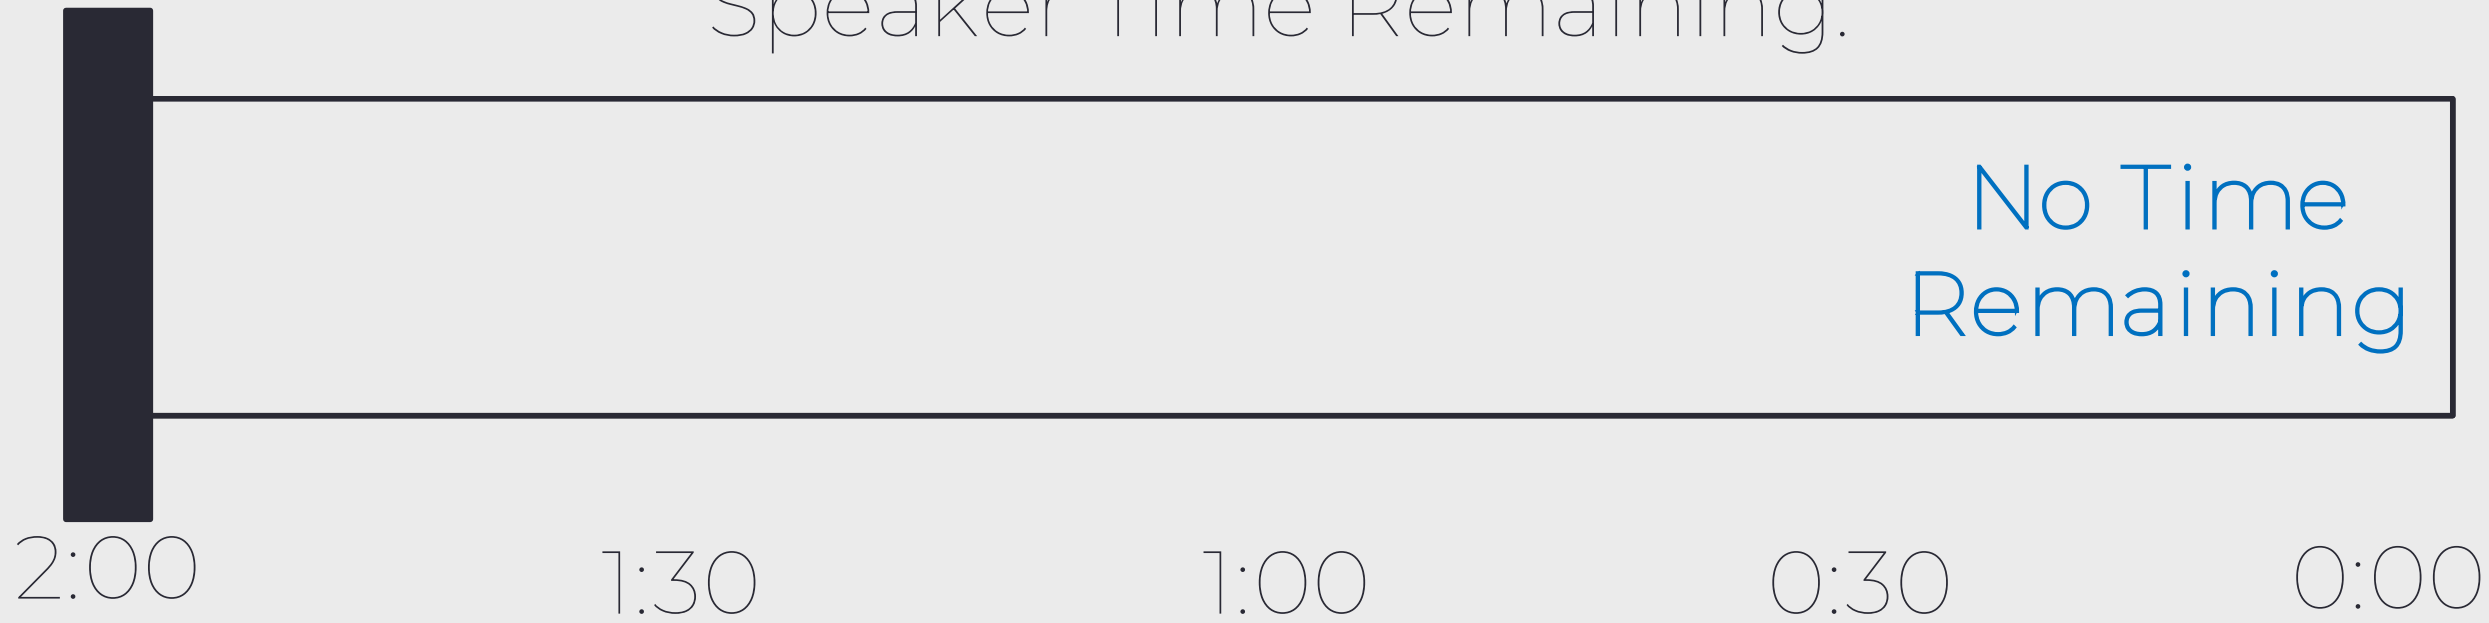 Speaker Time Remaining:
No Time
Remaining
2:00 1:30 1:00 0:30 0:00